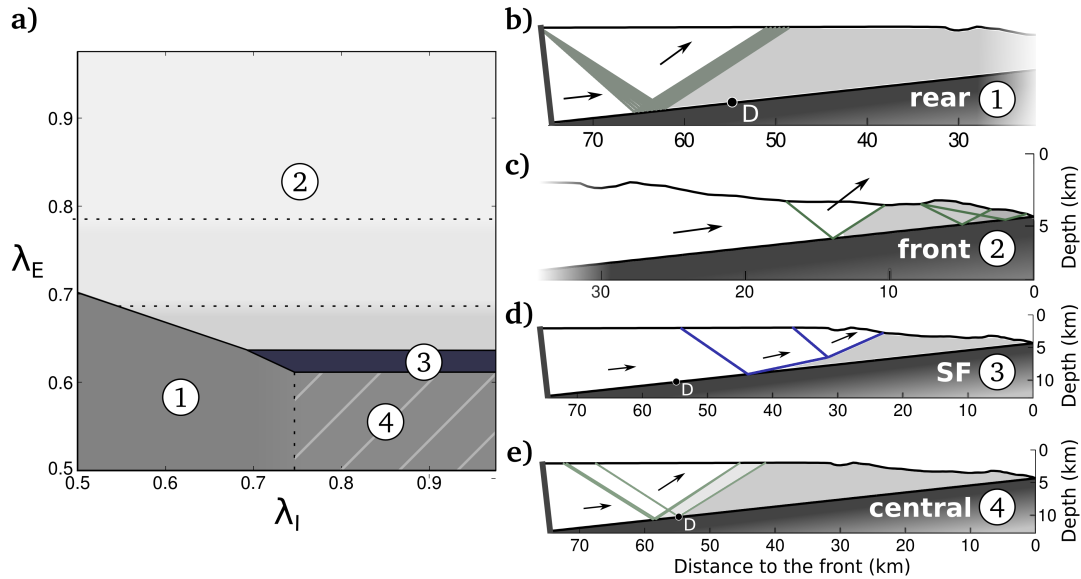 a)
0.9
0.8
0.7
0.6
0.5
λE
2
3
1
4
0.5 0.6 0.7 0.8 0.9
λI
b)
rear 1
D
70 60 50 40 30
c)
0
5
Depth (km)
front 2
30 20 10 0
d)
0
5
10
Depth (km)
SF 3
D
70 60 50 40 30 20 10 0
e)
0
5
10
Depth (km)
central 4
D
70 60 50 40 30 20 10 0
Distance to the front (km)